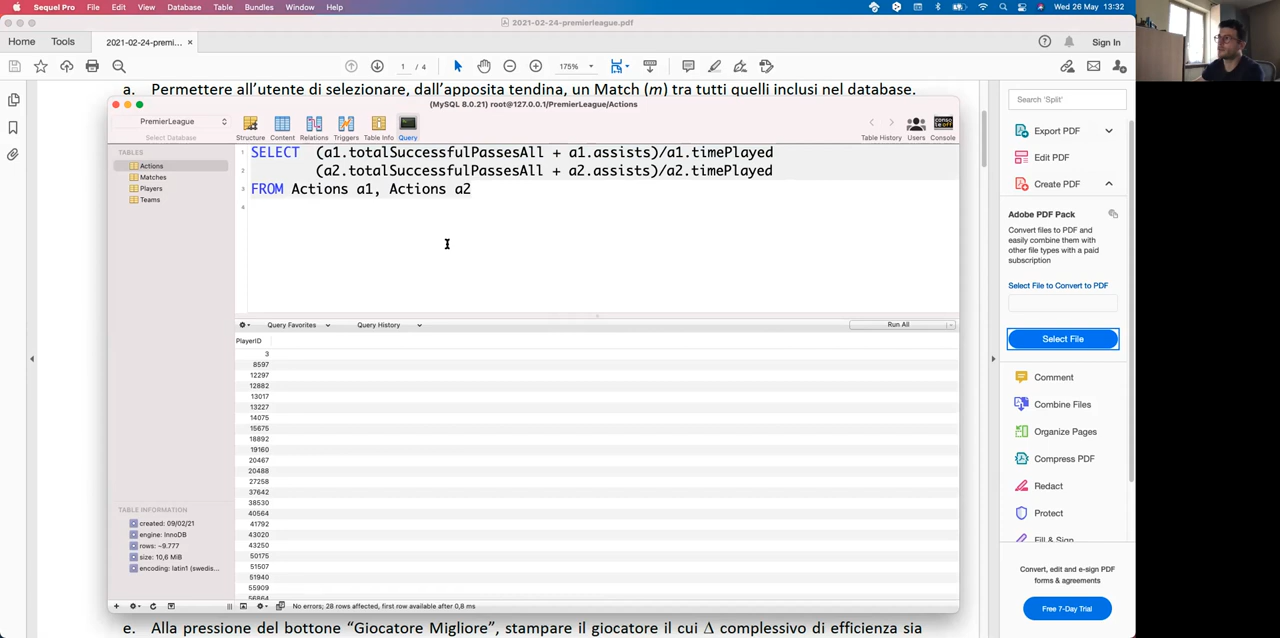 Sequel Pro File Edit View Database Table Bundles Window Help Wed 26 May 13:32
2021-02-24-premierleague.pdf
Home Tools 2021-02-24-premi... × Sign In
1 / 4 175%
a. Permettere all'utente di selezionare, dall'apposita tendina, un Match (m) tra tutti quelli inclusi nel database.
(MySQL 8.0.21) root@127.0.0.1/PremierLeague/Actions
PremierLeague
Select Database Structure Content Relations Triggers Table Info Query Table History Users Console
TABLES
Actions
Matches
Players
Teams
1 SELECT (a1.totalSuccessfulPassesAll + a1.assists)/a1.timePlayed
2 (a2.totalSuccessfulPassesAll + a2.assists)/a2.timePlayed
3 FROM Actions a1, Actions a2
4
Query Favorites Query History Run All
PlayerID
3
8597
12297
12882
13017
13227
14075
15675
18892
19160
20467
20488
27258
37642
38530
40564
41792
43020
43250
50175
51507
51940
55909
56864
TABLE INFORMATION
created: 09/02/21
engine: InnoDB
rows: ~9.777
size: 10,6 MiB
encoding: latin1 (swedis...
No errors; 28 rows affected, first row available after 0,8 ms
e. Alla pressione del bottone "Giocatore Migliore", stampare il giocatore il cui Δ complessivo di efficienza sia
Search 'Split'
Export PDF
Edit PDF
Create PDF
Adobe PDF Pack
Convert files to PDF and
easily combine them with
other file types with a paid
subscription
Select File to Convert to PDF
Select File
Comment
Combine Files
Organize Pages
Compress PDF
Redact
Protect
Fill & Sign
Convert, edit and e-sign PDF
forms & agreements
Free 7-Day Trial